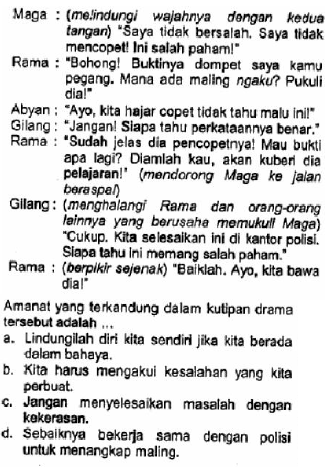 Maga : (melindungi wajahnya dengan kedua
tangan) "Saya tidak bersalah. Saya tidak
mencopet! Ini salah paham!"
Rama : "Bohong! Buktinya dompet saya kamu
pegang. Mana ada maling ngaku? Pukuli
dia!"
Abyan : "Ayo, kita hajar copet tidak tahu malu ini!"
Gilang : "Jangan! Siapa tahu perkataannya benar."
Rama : "Sudah jelas dia pencopetnya! Mau bukti
apa lagi? Diamlah kau, akan kuberi dia
pelajaran!" (mendorong Maga ke jalan
beraspal)
Gilang : (menghalangi Rama dan orang-orang
lainnya yang berusaha memukuli Maga)
"Cukup. Kita selesaikan ini di kantor polisi.
Siapa tahu ini memang salah paham."
Rama : (berpikir sejenak) "Baiklah. Ayo, kita bawa
dia!"
Amanat yang terkandung dalam kutipan drama
tersebut adalah ...
a. Lindungilah diri kita sendiri jika kita berada
dalam bahaya.
b. Kita harus mengakui kesalahan yang kita
perbuat.
c. Jangan menyelesaikan masalah dengan
kekerasan.
d. Sebaiknya bekerja sama dengan polisi
untuk menangkap maling.